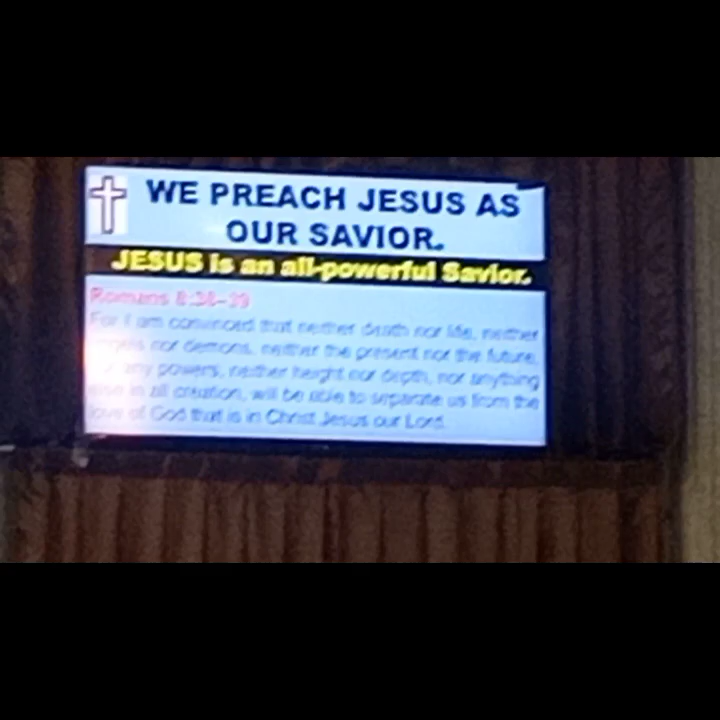 WE PREACH JESUS AS
OUR SAVIOR.
JESUS is an all-powerful Savior.
Romans 8:38-39
For I am convinced that neither death nor life, neither
angels nor demons, neither the present nor the future,
any powers, neither height nor depth, nor anything
else in all creation, will be able to separate us from the
love of God that is in Christ Jesus our Lord.